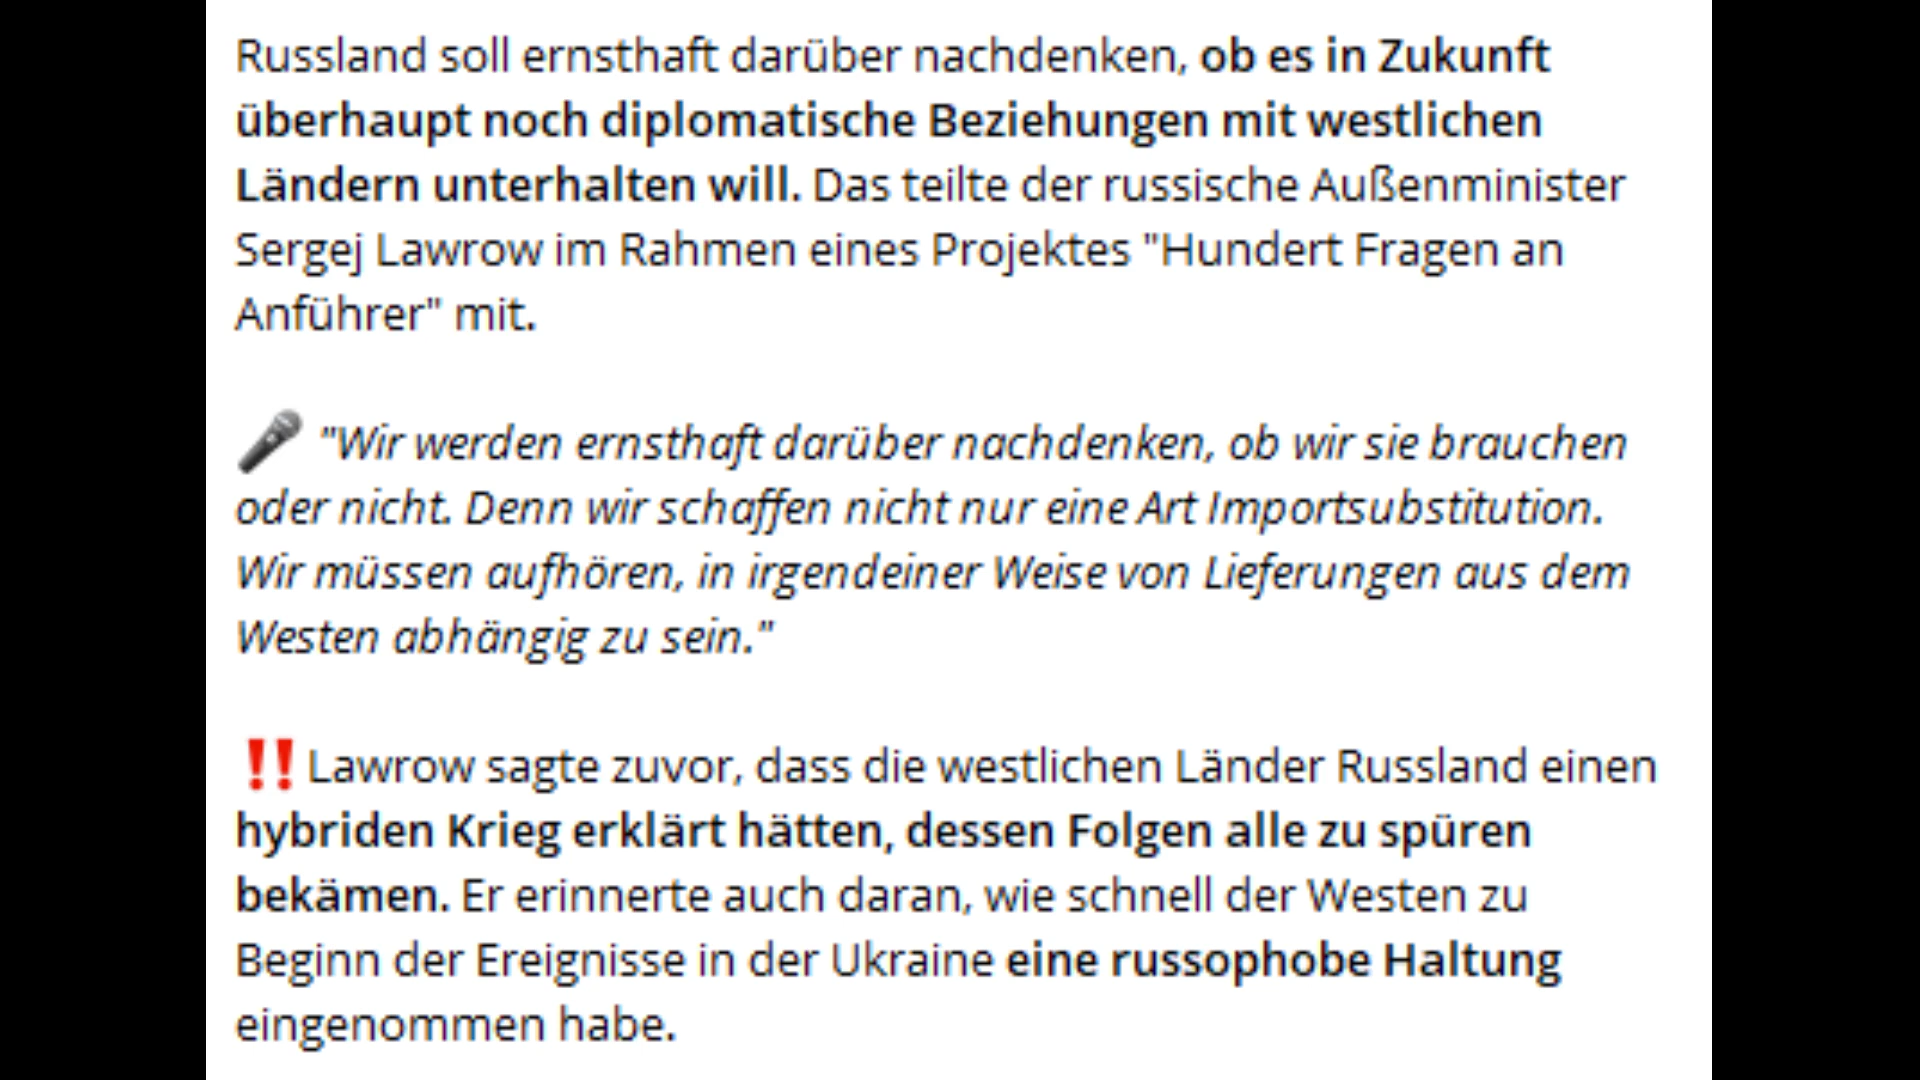 Russland soll ernsthaft darüber nachdenken, ob es in Zukunft
überhaupt noch diplomatische Beziehungen mit westlichen
Ländern unterhalten will. Das teilte der russische Außenminister
Sergej Lawrow im Rahmen eines Projektes "Hundert Fragen an
Anführer" mit.
🎤 "Wir werden ernsthaft darüber nachdenken, ob wir sie brauchen
oder nicht. Denn wir schaffen nicht nur eine Art Importsubstitution.
Wir müssen aufhören, in irgendeiner Weise von Lieferungen aus dem
Westen abhängig zu sein."
‼️Lawrow sagte zuvor, dass die westlichen Länder Russland einen
hybriden Krieg erklärt hätten, dessen Folgen alle zu spüren
bekämen. Er erinnerte auch daran, wie schnell der Westen zu
Beginn der Ereignisse in der Ukraine eine russophobe Haltung
eingenommen habe.